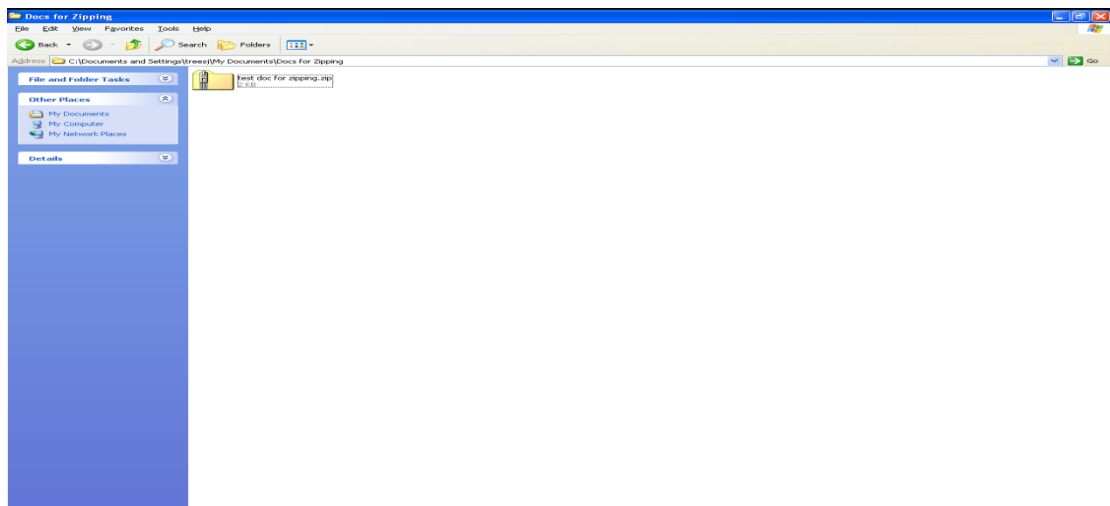 Docs for Zipping
File Edit View Favorites Tools Help
Back Search Folders
Address C:\Documents and Settings\treesj\My Documents\Docs for Zipping Go
File and Folder Tasks
test doc for zipping.zip
2 KB
Other Places
My Documents
My Computer
My Network Places
Details